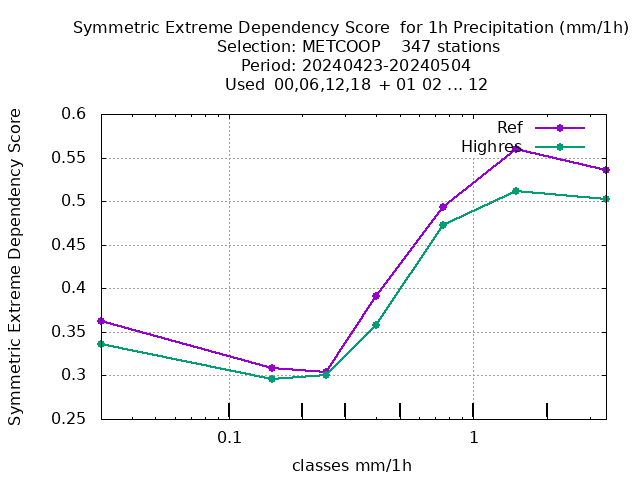 Symmetric Extreme Dependency Score  for 1h Precipitation (mm/1h)
Selection: METCOOP    347 stations
Period: 20240423-20240504
Used  00,06,12,18 + 01 02 ... 12
Symmetric Extreme Dependency Score
0.6
0.55
0.5
0.45
0.4
0.35
0.3
0.25
Ref
Highres
0.1
1
classes mm/1h